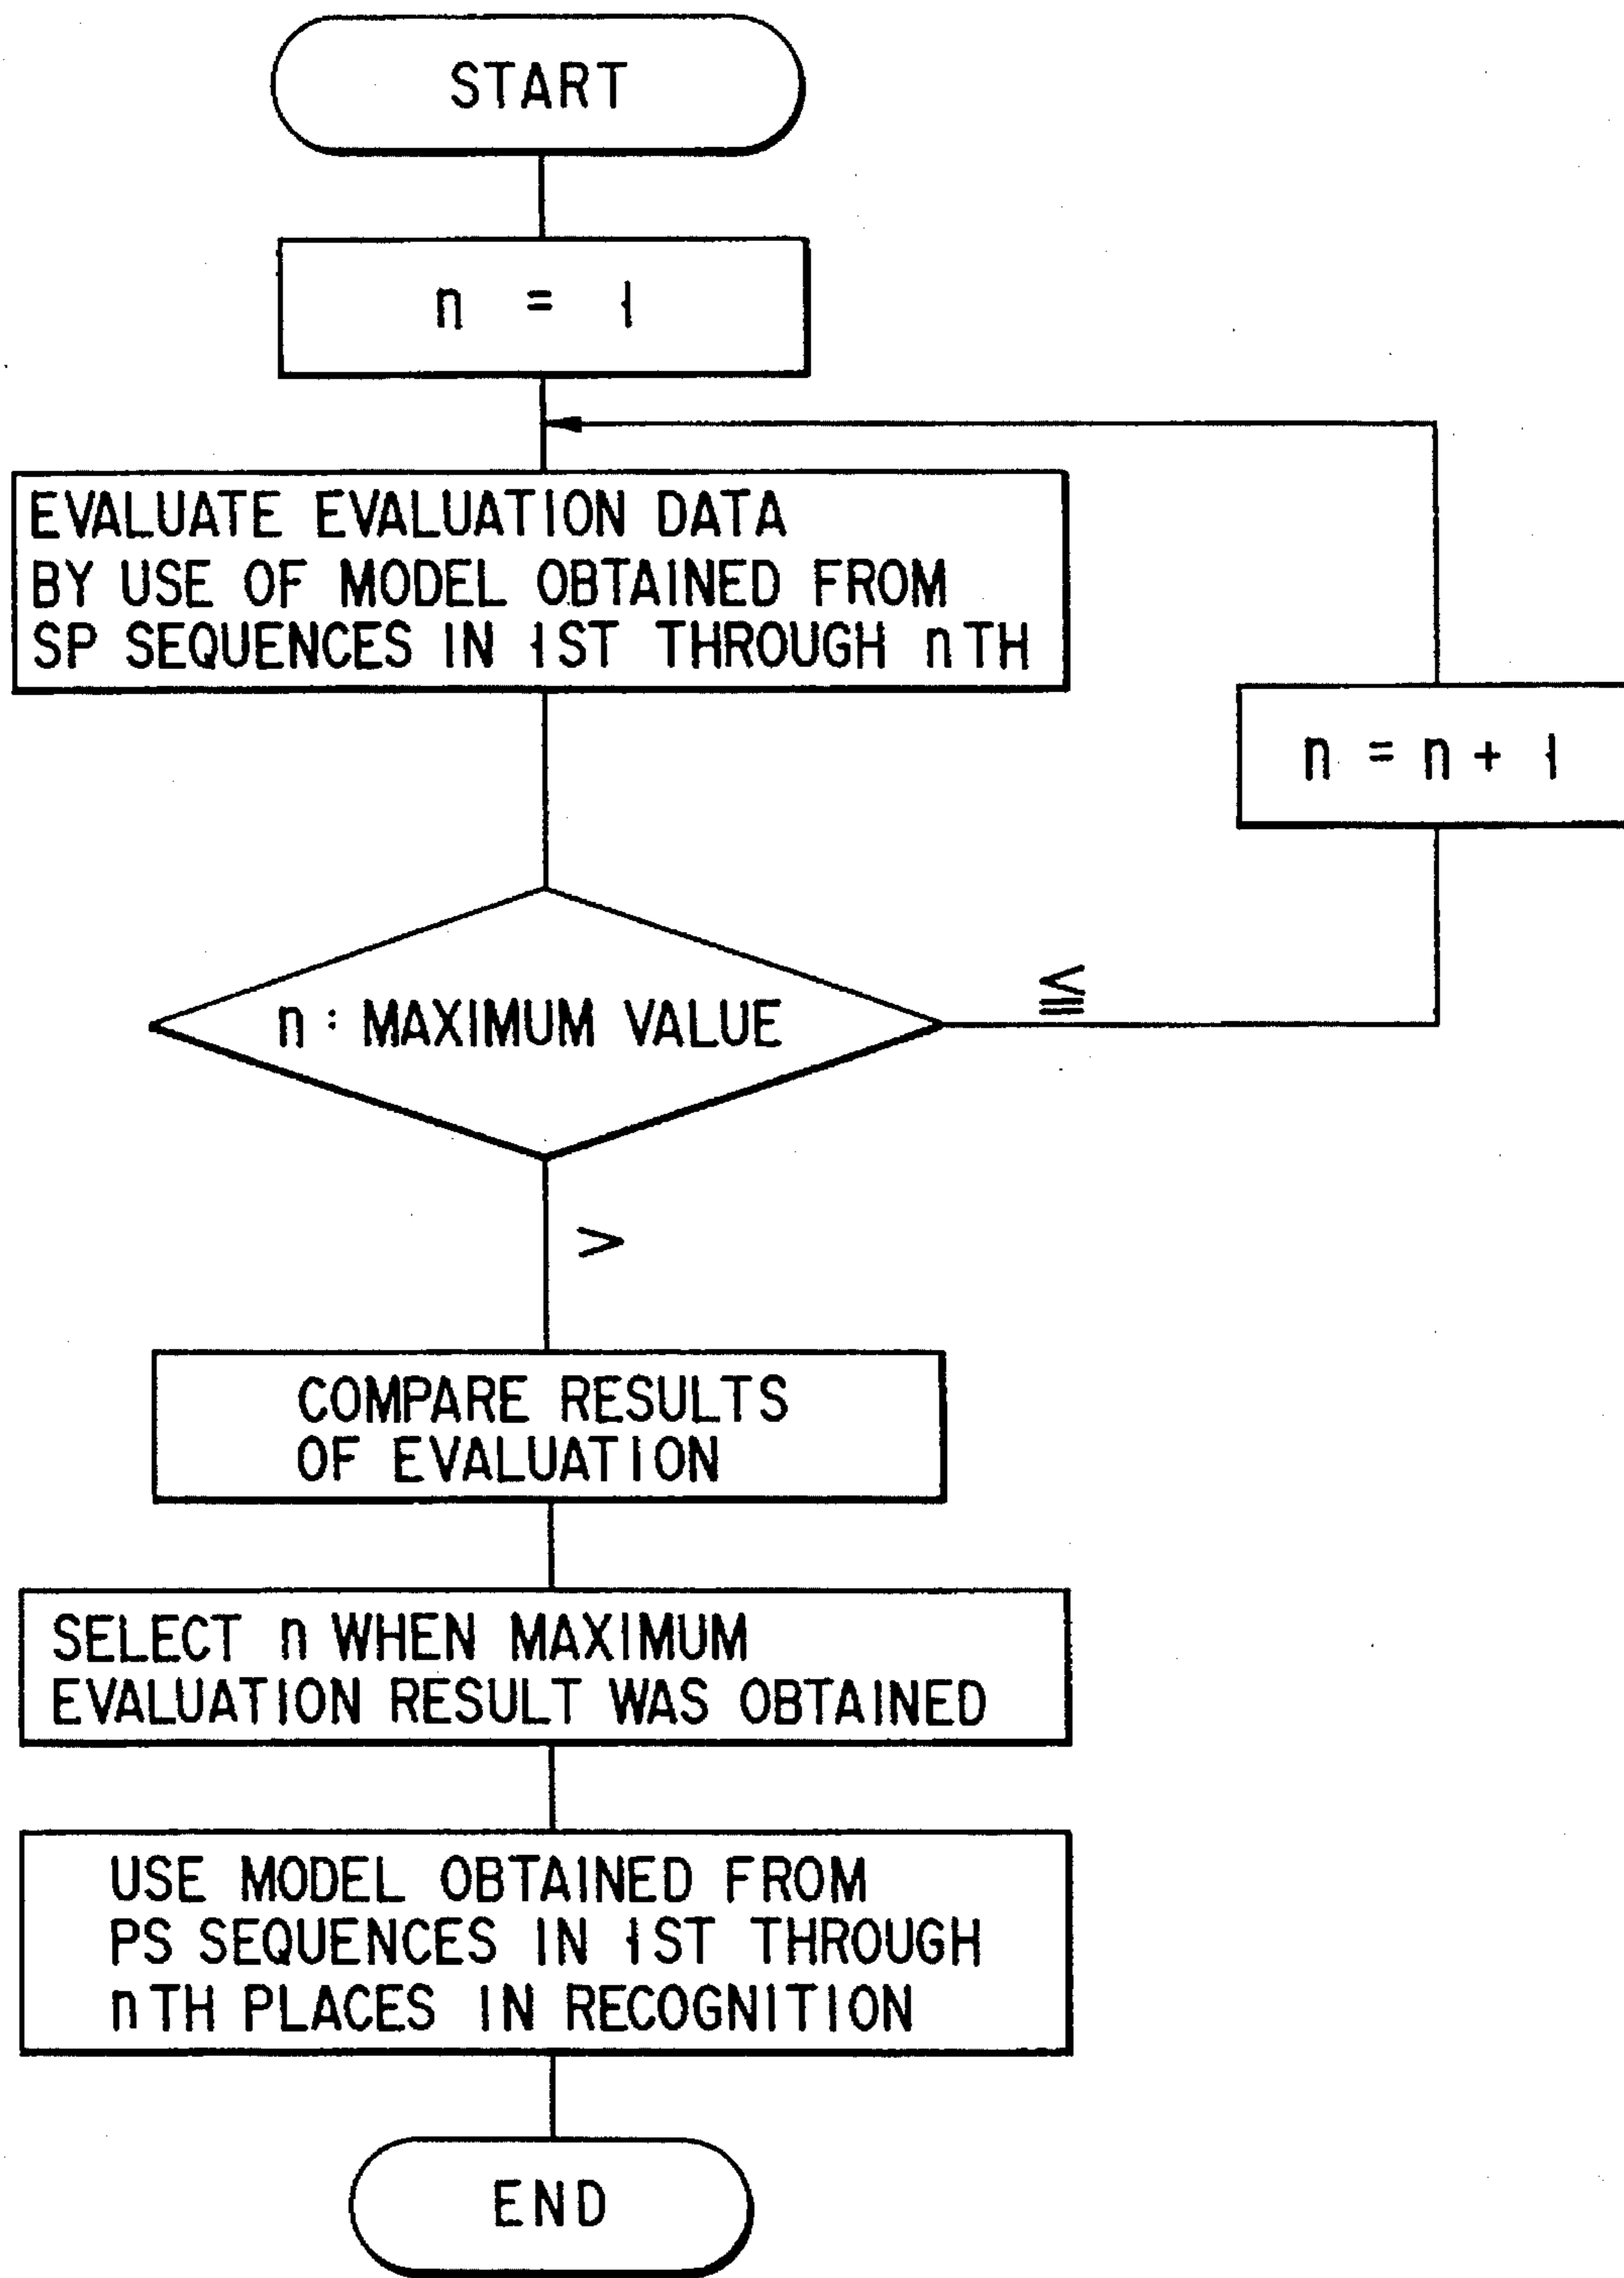 START
n = 1
EVALUATE EVALUATION DATA
BY USE OF MODEL OBTAINED FROM
SP SEQUENCES IN 1ST THROUGH nTH
n = n + 1
n : MAXIMUM VALUE
≦
>
COMPARE RESULTS
OF EVALUATION
SELECT n WHEN MAXIMUM
EVALUATION RESULT WAS OBTAINED
USE MODEL OBTAINED FROM
PS SEQUENCES IN 1ST THROUGH
nTH PLACES IN RECOGNITION
END